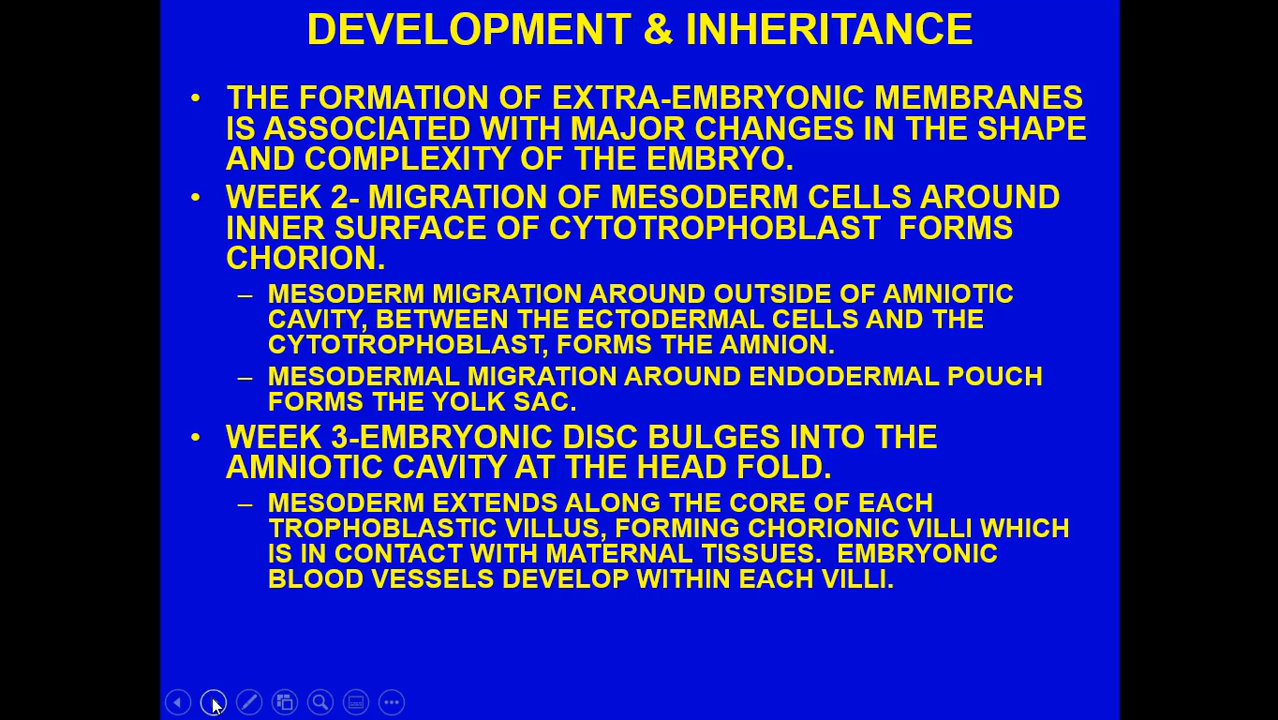 DEVELOPMENT & INHERITANCE
• THE FORMATION OF EXTRA-EMBRYONIC MEMBRANES
IS ASSOCIATED WITH MAJOR CHANGES IN THE SHAPE
AND COMPLEXITY OF THE EMBRYO.
• WEEK 2- MIGRATION OF MESODERM CELLS AROUND
INNER SURFACE OF CYTOTROPHOBLAST  FORMS
CHORION.
– MESODERM MIGRATION AROUND OUTSIDE OF AMNIOTIC
CAVITY, BETWEEN THE ECTODERMAL CELLS AND THE
CYTOTROPHOBLAST, FORMS THE AMNION.
– MESODERMAL MIGRATION AROUND ENDODERMAL POUCH
FORMS THE YOLK SAC.
• WEEK 3-EMBRYONIC DISC BULGES INTO THE
AMNIOTIC CAVITY AT THE HEAD FOLD.
– MESODERM EXTENDS ALONG THE CORE OF EACH
TROPHOBLASTIC VILLUS, FORMING CHORIONIC VILLI WHICH
IS IN CONTACT WITH MATERNAL TISSUES.  EMBRYONIC
BLOOD VESSELS DEVELOP WITHIN EACH VILLI.